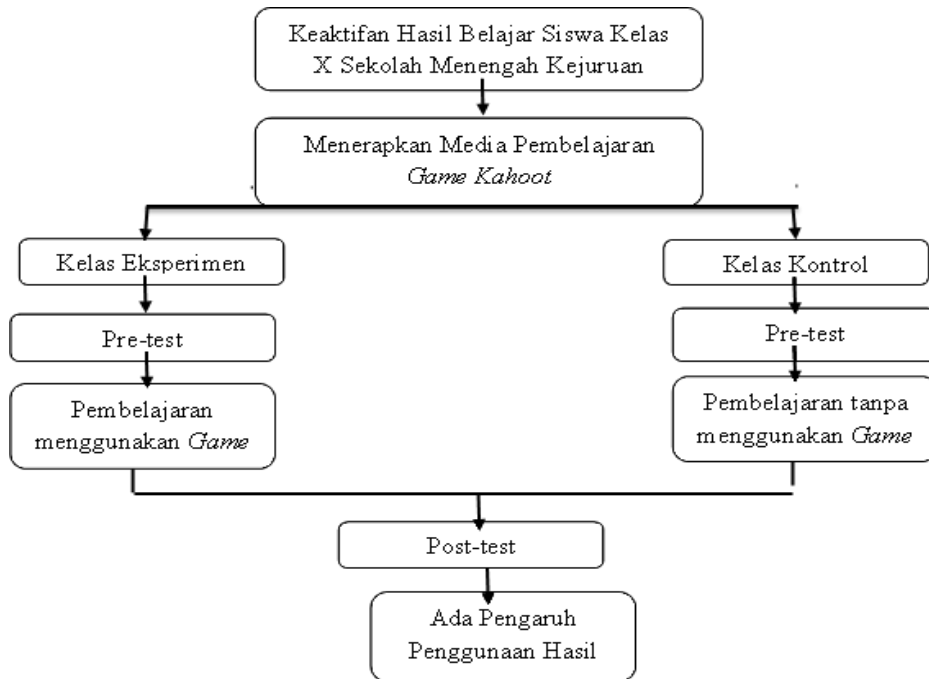 Keaktifan Hasil Belajar Siswa Kelas
X Sekolah Menengah Kejuruan
Menerapkan Media Pembelajaran
Game Kahoot
Kelas Eksperimen
Kelas Kontrol
Pre-test
Pre-test
Pembelajaran
menggunakan Game
Pembelajaran tanpa
menggunakan Game
Post-test
Ada Pengaruh
Penggunaan Hasil